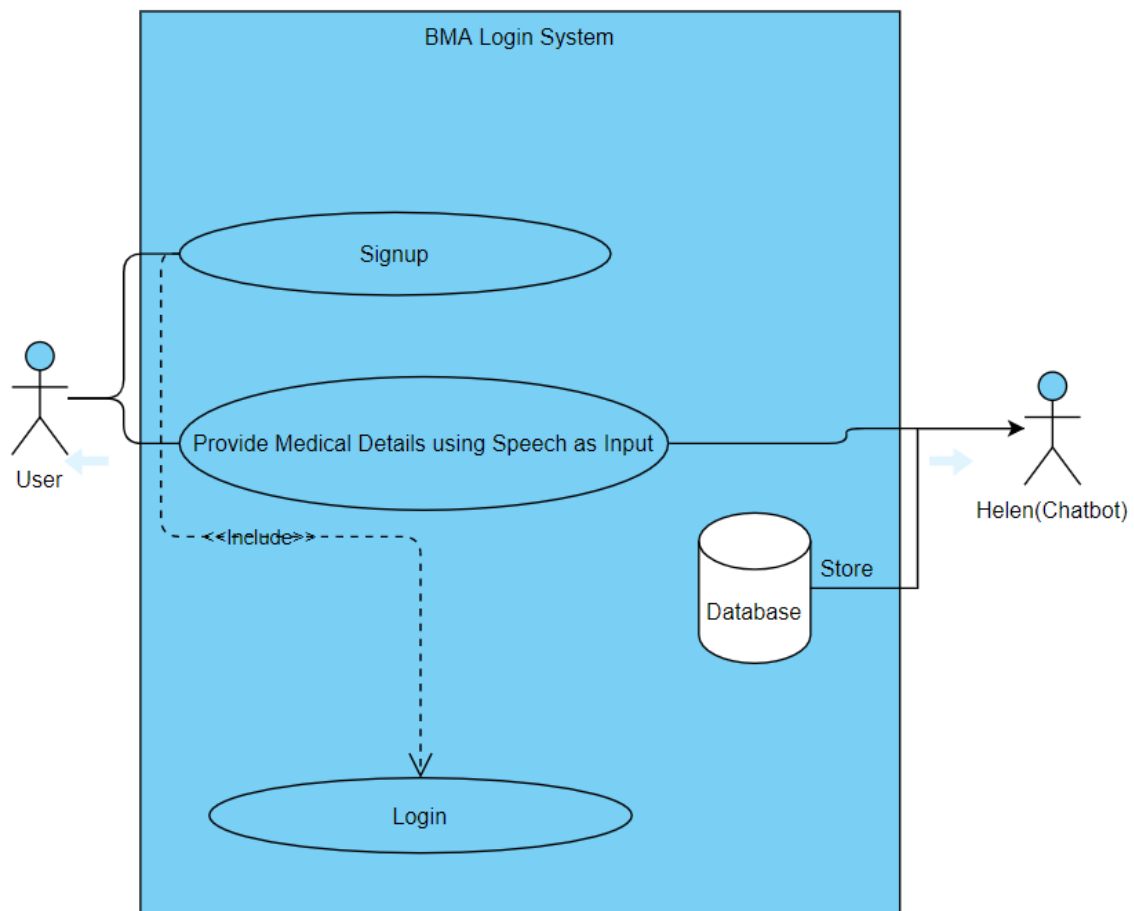 BMA Login System
Signup
Provide Medical Details using Speech as Input
User
Helen(Chatbot)
<<Include>>
Store
Database
Login